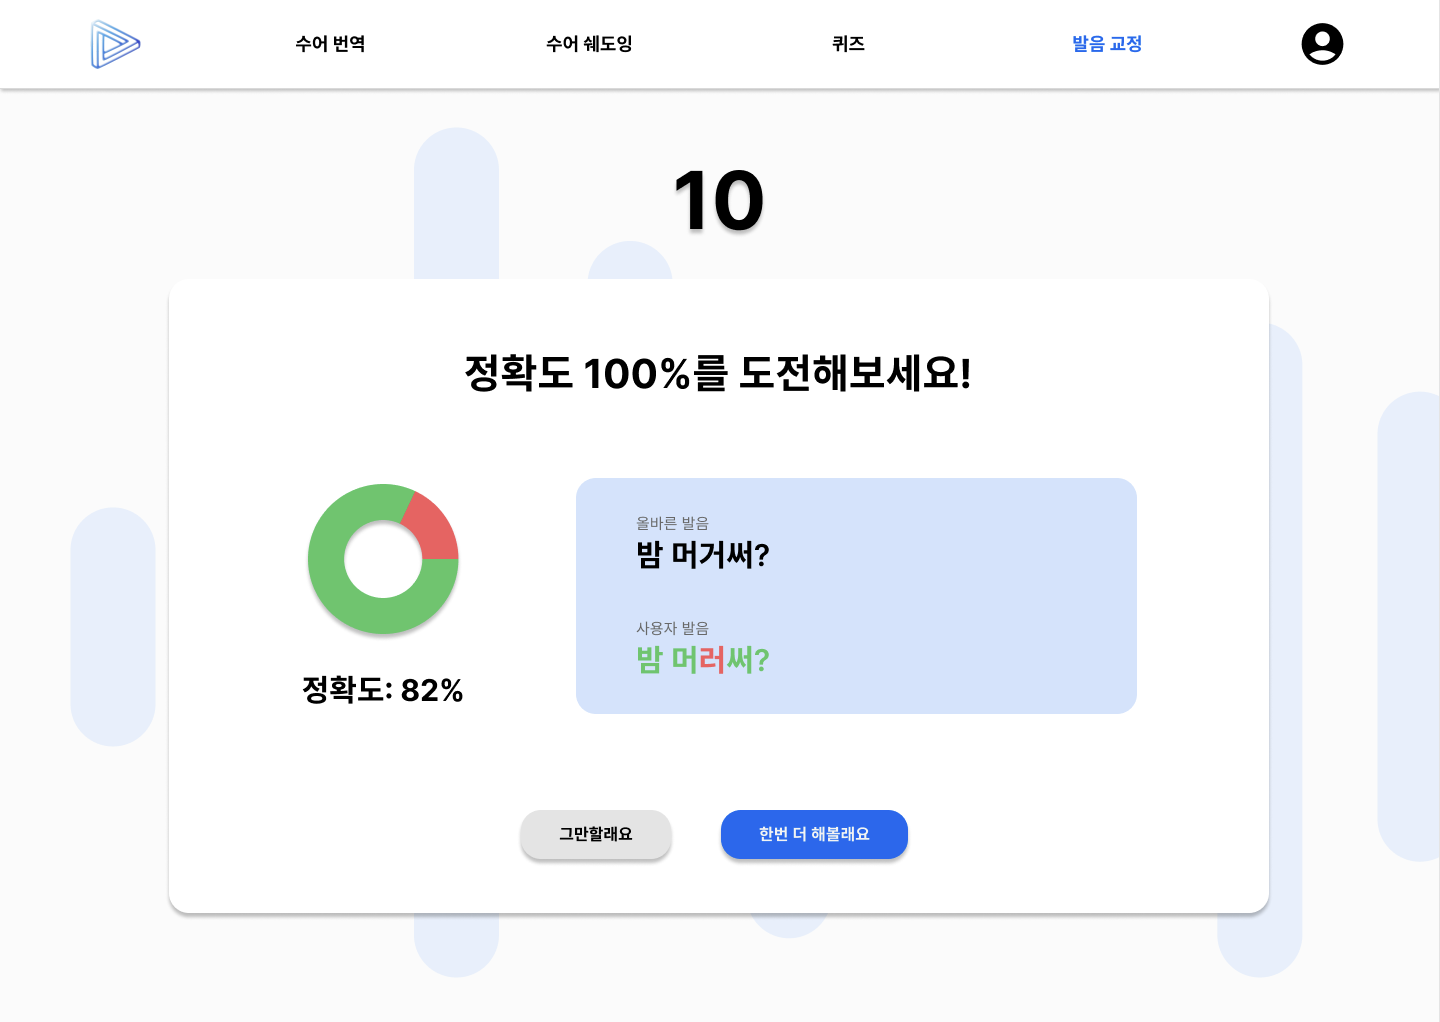 수어 번역
수어 쉐도잉
퀴즈
발음 교정
10
정확도 100%를 도전해보세요!
올바른 발음
밤 머거써?
사용자 발음
밤 머러써?
정확도: 82%
그만할래요
한번 더 해볼래요